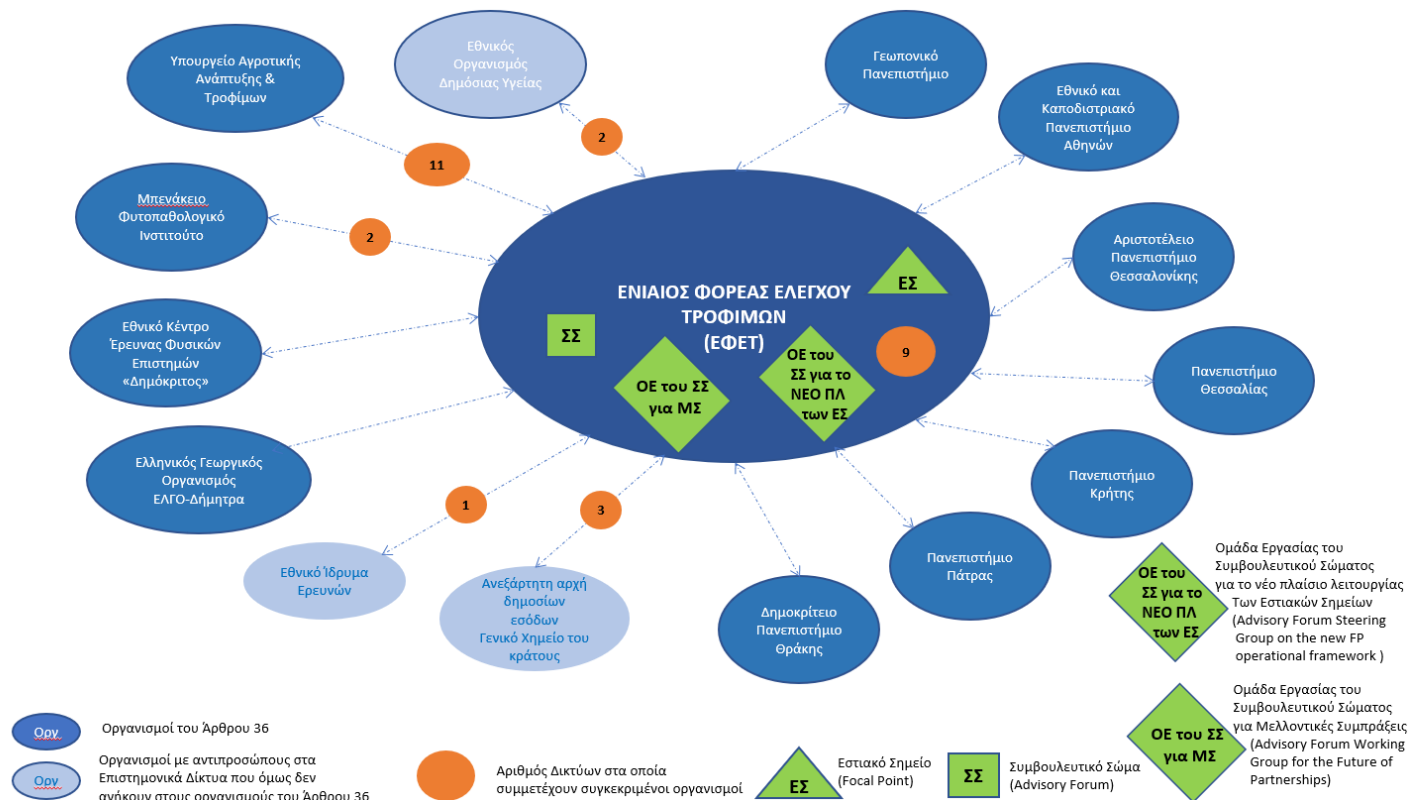 Υπουργείο Αγροτικής
Ανάπτυξης &
Τροφίμων
Εθνικός
Οργανισμός
Δημόσιας Υγείας
Γεωπονικό
Πανεπιστήμιο
Εθνικό και
Καποδιστριακό
Πανεπιστήμιο
Αθηνών
2
11
Μπενάκειο
Φυτοπαθολογικό
Ινστιτούτο
2
Αριστοτέλειο
Πανεπιστήμιο
Θεσσαλονίκης
ΕΝΙΑΙΟΣ ΦΟΡΕΑΣ ΕΛΕΓΧΟΥ
ΤΡΟΦΙΜΩΝ
(ΕΦΕΤ)
ΕΣ
ΣΣ
9
ΟΕ του ΣΣ
για ΜΣ
ΟΕ του
ΣΣ για το
ΝΕΟ ΠΛ
των ΕΣ
Εθνικό Κέντρο
Έρευνας Φυσικών
Επιστημών
«Δημόκριτος»
Πανεπιστήμιο
Θεσσαλίας
Ελληνικός Γεωργικός
Οργανισμός
ΕΛΓΟ-Δήμητρα
Πανεπιστήμιο
Κρήτης
1
3
Εθνικό Ίδρυμα
Ερευνών
Ανεξάρτητη αρχή
δημοσίων
εσόδων
Γενικό Χημείο του
κράτους
Δημοκρίτειο
Πανεπιστήμιο
Θράκης
Πανεπιστήμιο
Πάτρας
ΟΕ του
ΣΣ για το
ΝΕΟ ΠΛ
των ΕΣ
Ομάδα Εργασίας του
Συμβουλευτικού Σώματος
για το νέο πλαίσιο λειτουργίας
Των Εστιακών Σημείων
(Advisory Forum Steering
Group on the new FP
operational framework )
ΟΕ του ΣΣ
για ΜΣ
Ομάδα Εργασίας του
Συμβουλευτικού Σώματος
για Μελλοντικές Συμπράξεις
(Advisory Forum Working
Group for the Future of
Partnerships)
Οργ
Οργανισμοί του Άρθρου 36
Οργ
Οργανισμοί με αντιπροσώπους στα
Επιστημονικά Δίκτυα που όμως δεν
ανήκουν στους οργανισμούς του Άρθρου 36
Αριθμός Δικτύων στα οποία
συμμετέχουν συγκεκριμένοι οργανισμοί
ΕΣ
Εστιακό Σημείο
(Focal Point)
ΣΣ
Συμβουλευτικό Σώμα
(Advisory Forum)